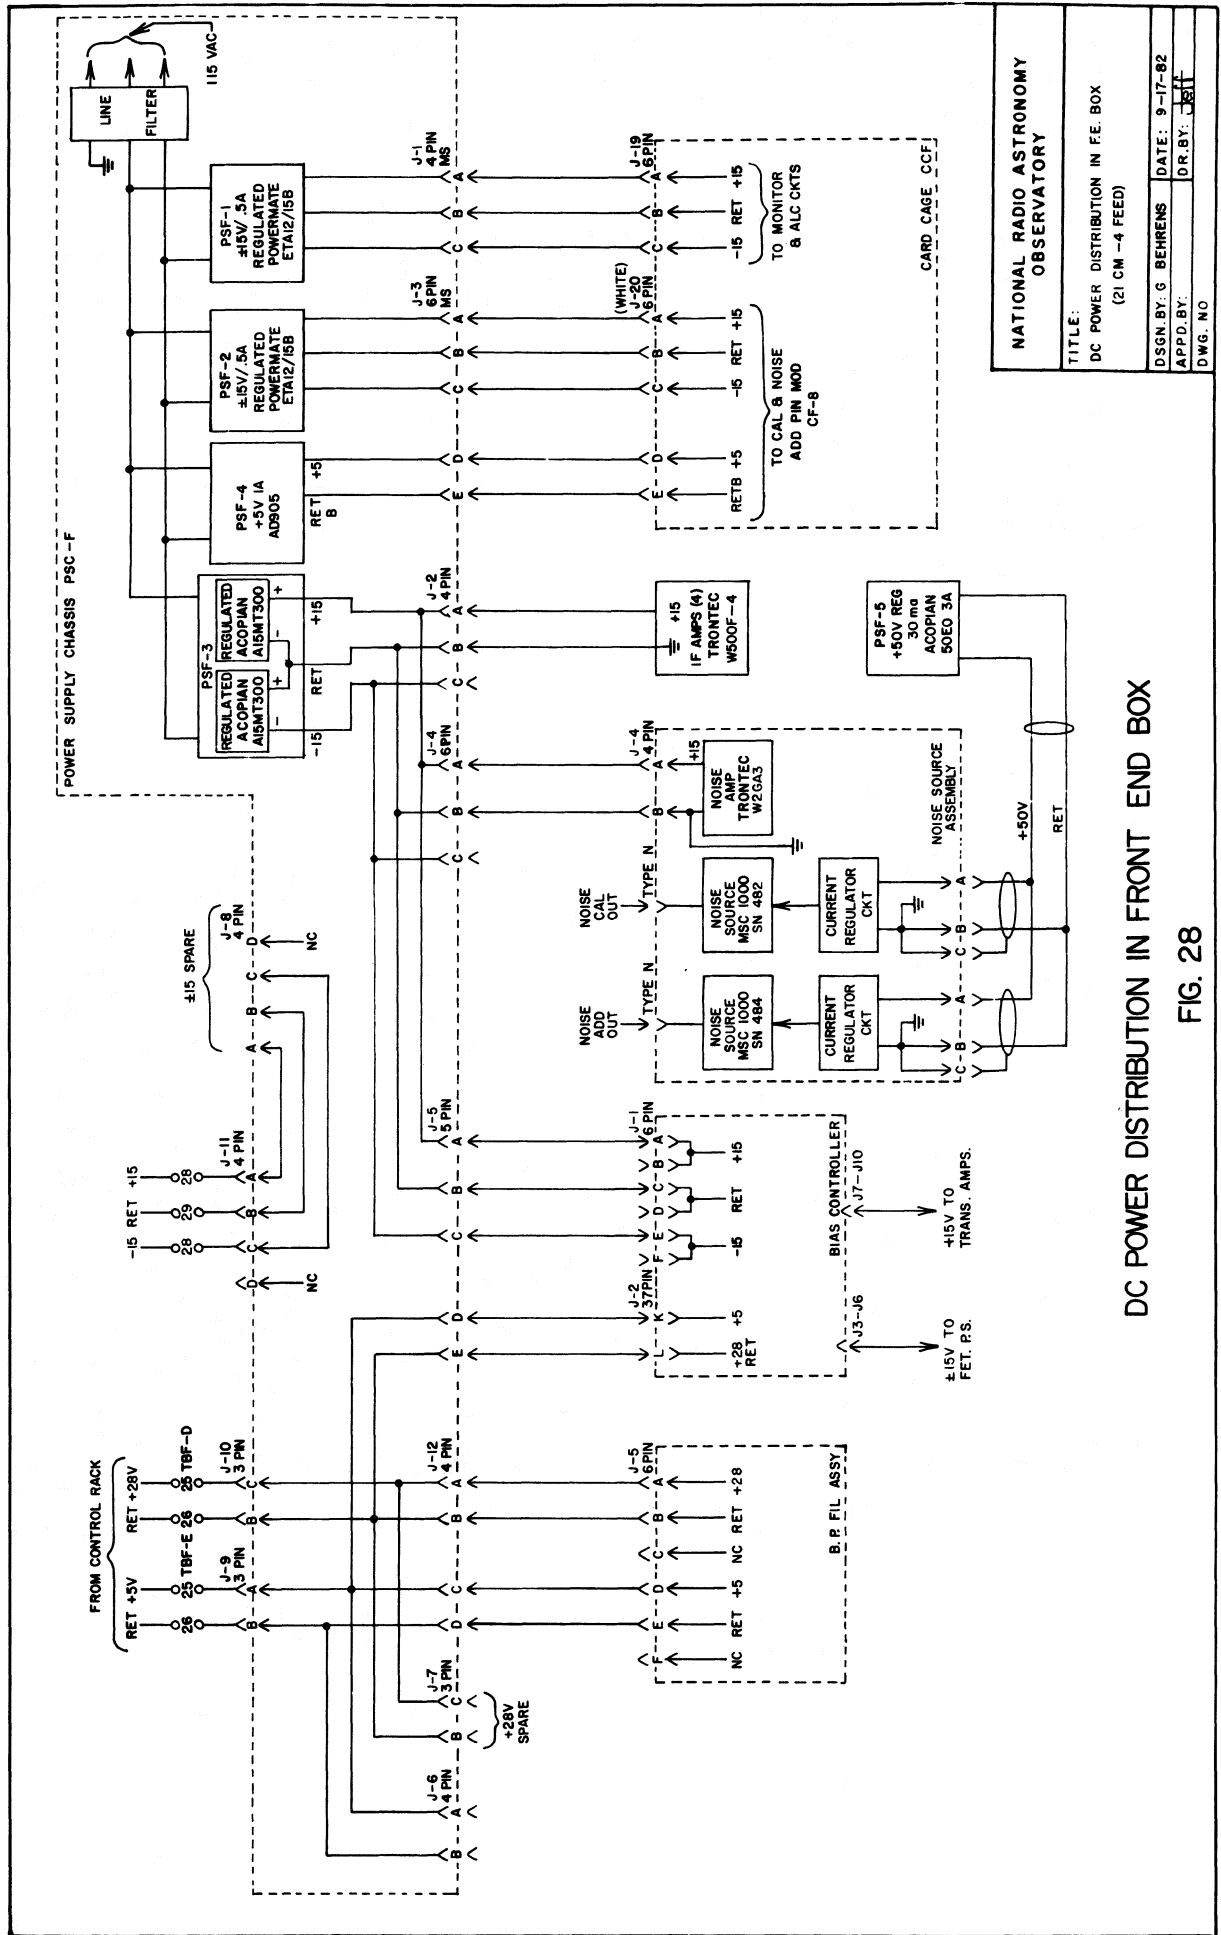 POWER SUPPLY CHASSIS PSC-F
LINE
FILTER
115 VAC
PSF-1
±15V/.5A
REGULATED
POWERMATE
ETA12/15B
PSF-2
±15V/.5A
REGULATED
POWERMATE
ETA12/15B
PSF-4
+5V 1A
AD905
RET B
+5
PSF-3
REGULATED
ACOPIAN
A15MT300
- +
REGULATED
ACOPIAN
A15MT300
- +
-15
RET
+15
±15 SPARE
J-8
4 PIN
A B C D
NC
-15 RET +15
28 29 28
J-11
4 PIN
D C B A
NC
FROM CONTROL RACK
RET +5V RET +28V
26 25 TBF-E 26 25 TBF-D
J-9
3 PIN
B A
J-10
3 PIN
B C
J-6
4 PIN
B A
J-7
3 PIN
B C
+28V
SPARE
J-12
4 PIN
D C B A
J-5
5 PIN
E D C B A
J-4
6 PIN
C B A
J-2
4 PIN
C B A
J-3
6 PIN
MS
E D C B A
J-1
4 PIN
MS
C B A
J-5
6 PIN
F E D C B A
NC RET +5 NC RET +28
B.P. FIL ASSY
J-2
37PIN
L K
+28
RET
+5
J-1
6 PIN
F E D C B A
-15 RET +15
BIAS CONTROLLER
J3-J6
J7-J10
±15V TO
FET. P.S.
+15V TO
TRANS. AMPS.
NOISE
ADD
OUT
TYPE N
NOISE
CAL
OUT
TYPE N
J-4
4 PIN
B A
+15
NOISE
SOURCE
MSC 1000
SN 484
NOISE
SOURCE
MSC 1000
SN 482
NOISE
AMP
TRONTEC
W2GA3
CURRENT
REGULATOR
CKT
CURRENT
REGULATOR
CKT
NOISE SOURCE
ASSEMBLY
C B A C B A
+50V
RET
+15
IF AMPS (4)
TRONTEC
W500F-4
PSF-5
+50V REG
30 ma
ACOPIAN
50E0 3A
(WHITE)
J-20
6 PIN
E D C B A
RETB +5 -15 RET +15
TO CAL & NOISE
ADD PIN MOD
CF-8
J-19
6 PIN
C B A
-15 RET +15
TO MONITOR
& ALC CKTS
CARD CAGE CCF
NATIONAL RADIO ASTRONOMY
OBSERVATORY
TITLE:
DC POWER DISTRIBUTION IN F.E. BOX
(21 CM -4 FEED)
DSGN. BY: G BEHRENS DATE: 9-17-82
APPD. BY: DR. BY: Jeff
DWG. NO
DC POWER DISTRIBUTION IN FRONT END BOX
FIG. 28